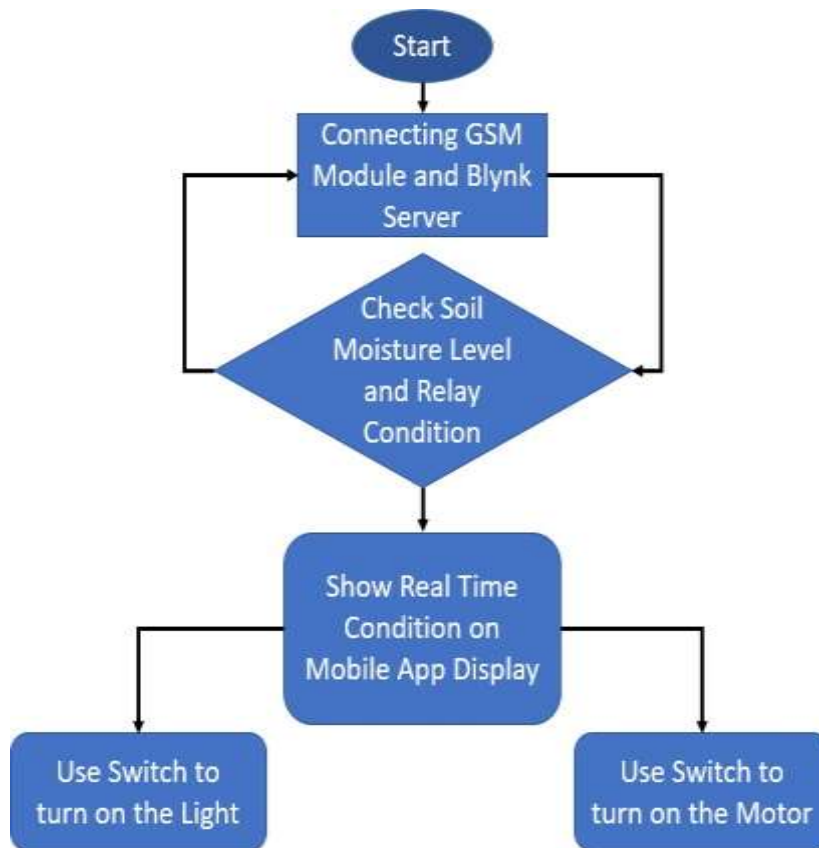 Start
Connecting GSM
Module and Blynk
Server
Check Soil
Moisture Level
and Relay
Condition
Show Real Time
Condition on
Mobile App Display
Use Switch to
turn on the Light
Use Switch to
turn on the Motor